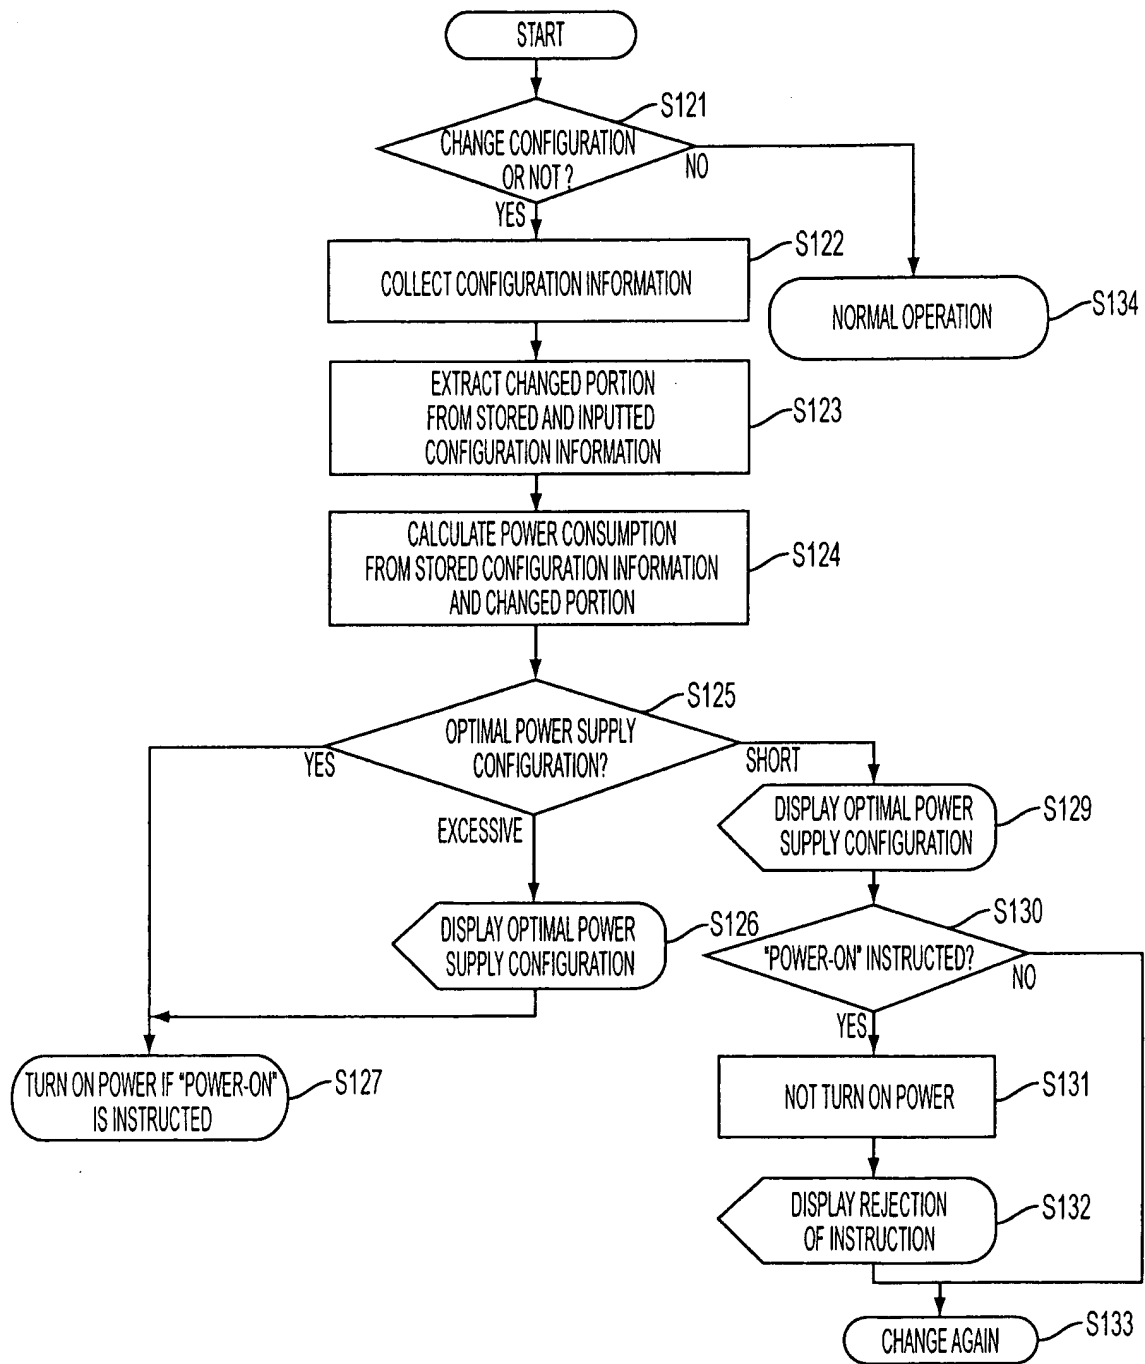 START
S121
CHANGE CONFIGURATION
OR NOT ?
NO
YES
S122
COLLECT CONFIGURATION INFORMATION
NORMAL OPERATION
S134
EXTRACT CHANGED PORTION
FROM STORED AND INPUTTED
CONFIGURATION INFORMATION
S123
CALCULATE POWER CONSUMPTION
FROM STORED CONFIGURATION INFORMATION
AND CHANGED PORTION
S124
S125
OPTIMAL POWER SUPPLY
CONFIGURATION?
YES
SHORT
EXCESSIVE
DISPLAY OPTIMAL POWER
SUPPLY CONFIGURATION
S129
DISPLAY OPTIMAL POWER
SUPPLY CONFIGURATION
S126
S130
"POWER-ON" INSTRUCTED?
NO
YES
TURN ON POWER IF "POWER-ON"
IS INSTRUCTED
S127
NOT TURN ON POWER
S131
DISPLAY REJECTION
OF INSTRUCTION
S132
CHANGE AGAIN
S133